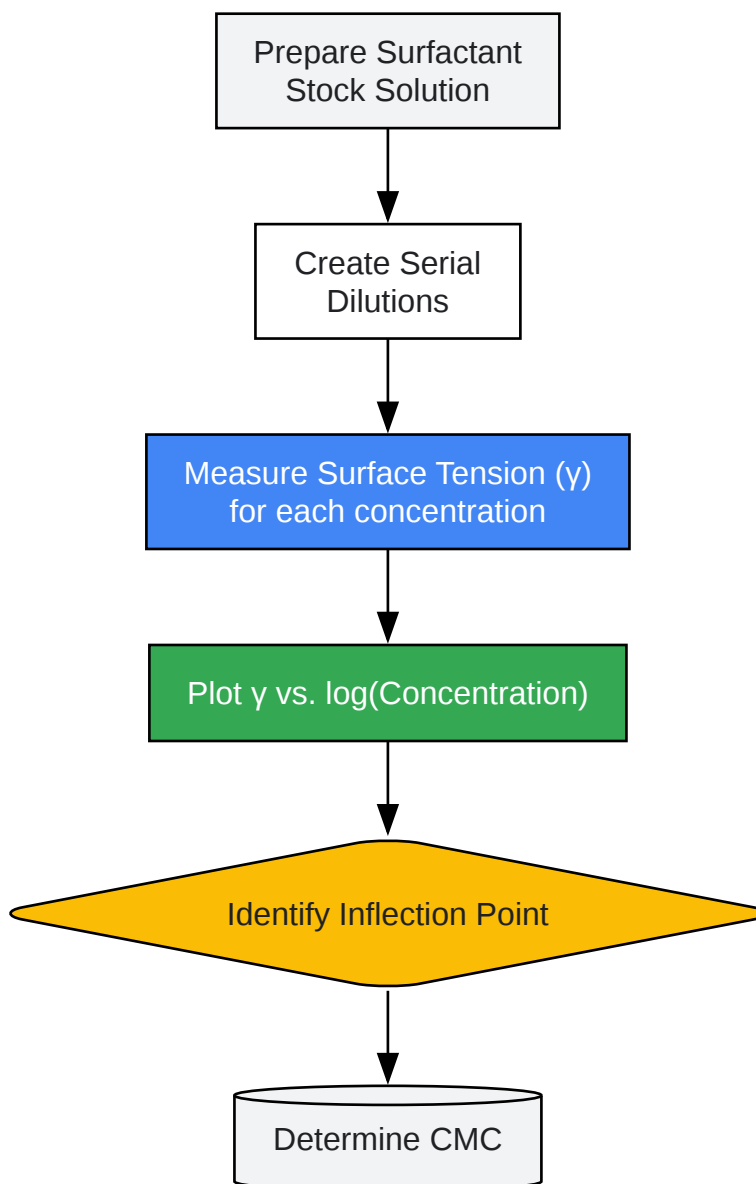 Prepare Surfactant
Stock Solution
Create Serial
Dilutions
Measure Surface Tension (γ)
for each concentration
Plot γ vs. log(Concentration)
Identify Inflection Point
Determine CMC